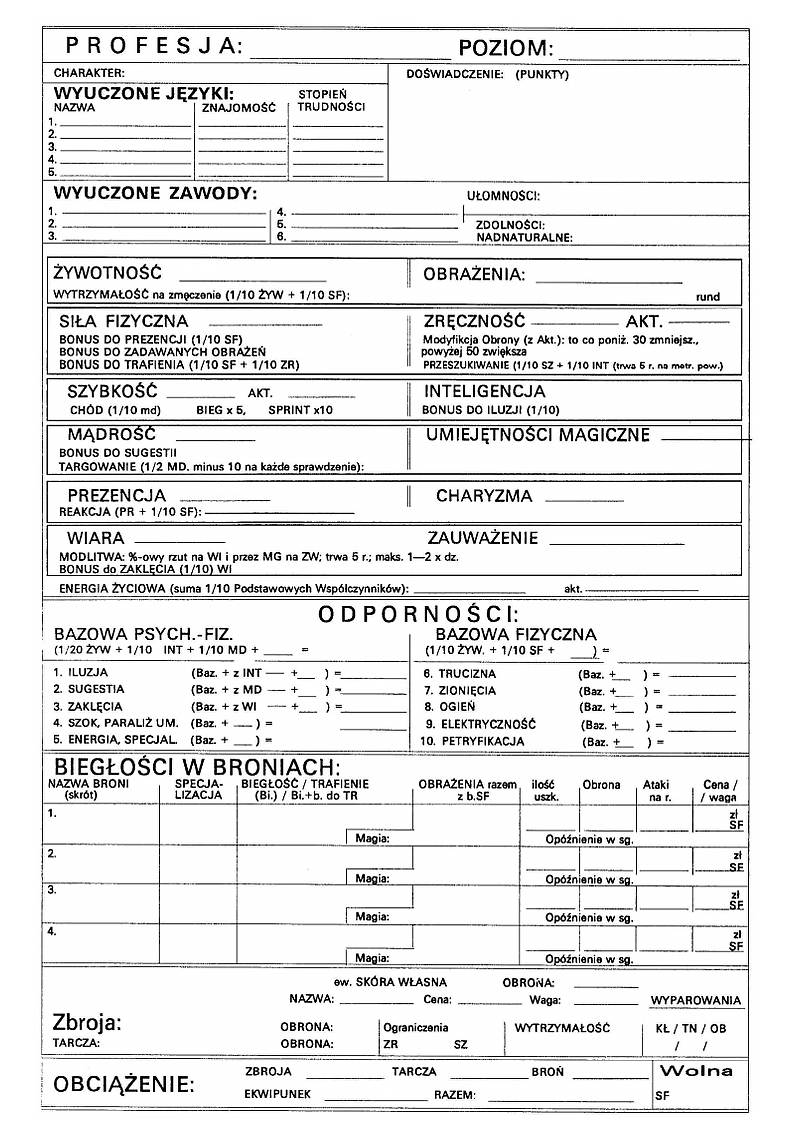 PROFESJA: POZIOM:
CHARAKTER: DOŚWIADCZENIE: (PUNKTY)
WYUCZONE JĘZYKI: STOPIEŃ
NAZWA ZNAJOMOŚĆ TRUDNOŚCI
1.
2.
3.
4.
5.
WYUCZONE ZAWODY: UŁOMNOŚCI:
1. 4.
2. 5. ZDOLNOŚCI:
3. 6. NADNATURALNE:
ŻYWOTNOŚĆ OBRAŻENIA:
WYTRZYMAŁOŚĆ na zmęczenie (1/10 ŻYW + 1/10 SF): rund
SIŁA FIZYCZNA ZRĘCZNOŚĆ AKT.
BONUS DO PREZENCJI (1/10 SF) Modyfikcja Obrony (z Akt.): to co poniż. 30 zmniejsz.,
BONUS DO ZADAWANYCH OBRAŻEŃ powyżej 50 zwiększa
BONUS DO TRAFIENIA (1/10 SF + 1/10 ZR) PRZESZUKIWANIE (1/10 SZ + 1/10 INT (trwa 5 r. na metr. pow.)
SZYBKOŚĆ AKT. INTELIGENCJA
CHÓD (1/10 md) BIEG x 5, SPRINT x10 BONUS DO ILUZJI (1/10)
MĄDROŚĆ UMIEJĘTNOŚCI MAGICZNE
BONUS DO SUGESTII
TARGOWANIE (1/2 MD. minus 10 na każde sprawdzenie):
PREZENCJA CHARYZMA
REAKCJA (PR + 1/10 SF):
WIARA ZAUWAŻENIE
MODLITWA: %-owy rzut na WI i przez MG na ZW; trwa 5 r.; maks. 1—2 x dz.
BONUS do ZAKLĘCIA (1/10) WI
ENERGIA ŻYCIOWA (suma 1/10 Podstawowych Współczynników): akt.
ODPORNOŚCI:
BAZOWA PSYCH.-FIZ. BAZOWA FIZYCZNA
(1/20 ŻYW + 1/10 INT + 1/10 MD + = (1/10 ŻYW. + 1/10 SF + ) =
1. ILUZJA (Baz. + z INT + ) = 6. TRUCIZNA (Baz. + ) =
2. SUGESTIA (Baz. + z MD + ) = 7. ZIONIĘCIA (Baz. + ) =
3. ZAKLĘCIA (Baz. + z WI + ) = 8. OGIEŃ (Baz. + ) =
4. SZOK, PARALIŻ UM. (Baz. + ) = 9. ELEKTRYCZNOŚĆ (Baz. + ) =
5. ENERGIA, SPECJAL. (Baz. + ) = 10. PETRYFIKACJA (Baz. + ) =
BIEGŁOŚCI W BRONIACH:
NAZWA BRONI SPECJA- BIEGŁOŚĆ / TRAFIENIE OBRAŻENIA razem ilość Obrona Ataki Cena /
(skrót) LIZACJA (Bi.) / Bi.+b. do TR z b.SF uszk. na r. / waga
1. zł
SF
Magia: Opóźnienie w sg.
2. zł
SF
Magia: Opóźnienie w sg.
3. zł
SF
Magia: Opóźnienie w sg.
4. zł
SF
Magia: Opóźnienie w sg.
ew. SKÓRA WŁASNA OBRONA:
NAZWA: Cena: Waga: WYPAROWANIA
Zbroja: OBRONA: Ograniczenia WYTRZYMAŁOŚĆ KŁ / TN / OB
TARCZA: OBRONA: ZR SZ / /
OBCIĄŻENIE: ZBROJA TARCZA BROŃ Wolna
EKWIPUNEK RAZEM: SF